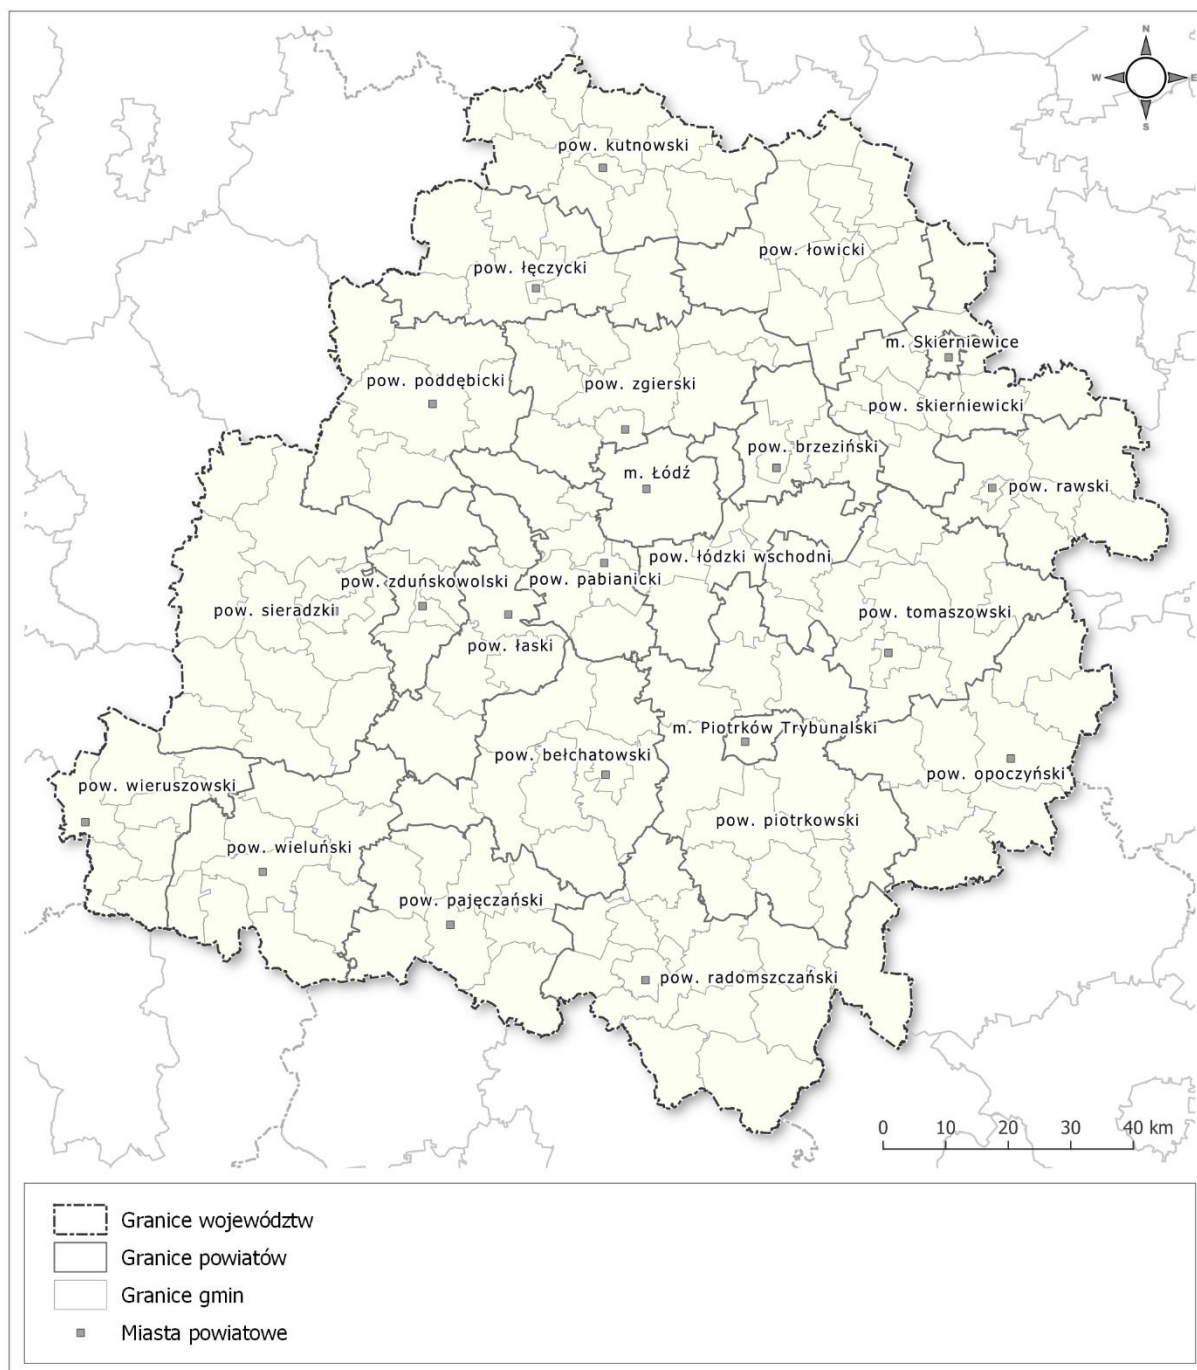 N
W E
S
pow. kutnowski
pow. łowicki
pow. łęczycki
m. Skierniewice
pow. poddębicki
pow. zgierski
pow. skierniewicki
pow. brzeziński
m. Łódź
pow. rawski
pow. łódzki wschodni
pow. zduńskowolski
pow. pabianicki
pow. sieradzki
pow. tomaszowski
pow. łaski
m. Piotrków Trybunalski
pow. bełchatowski
pow. opoczyński
pow. wieruszowski
pow. piotrkowski
pow. wieluński
pow. pajęczański
pow. radomszczański
0 10 20 30 40 km
Granice województw
Granice powiatów
Granice gmin
Miasta powiatowe